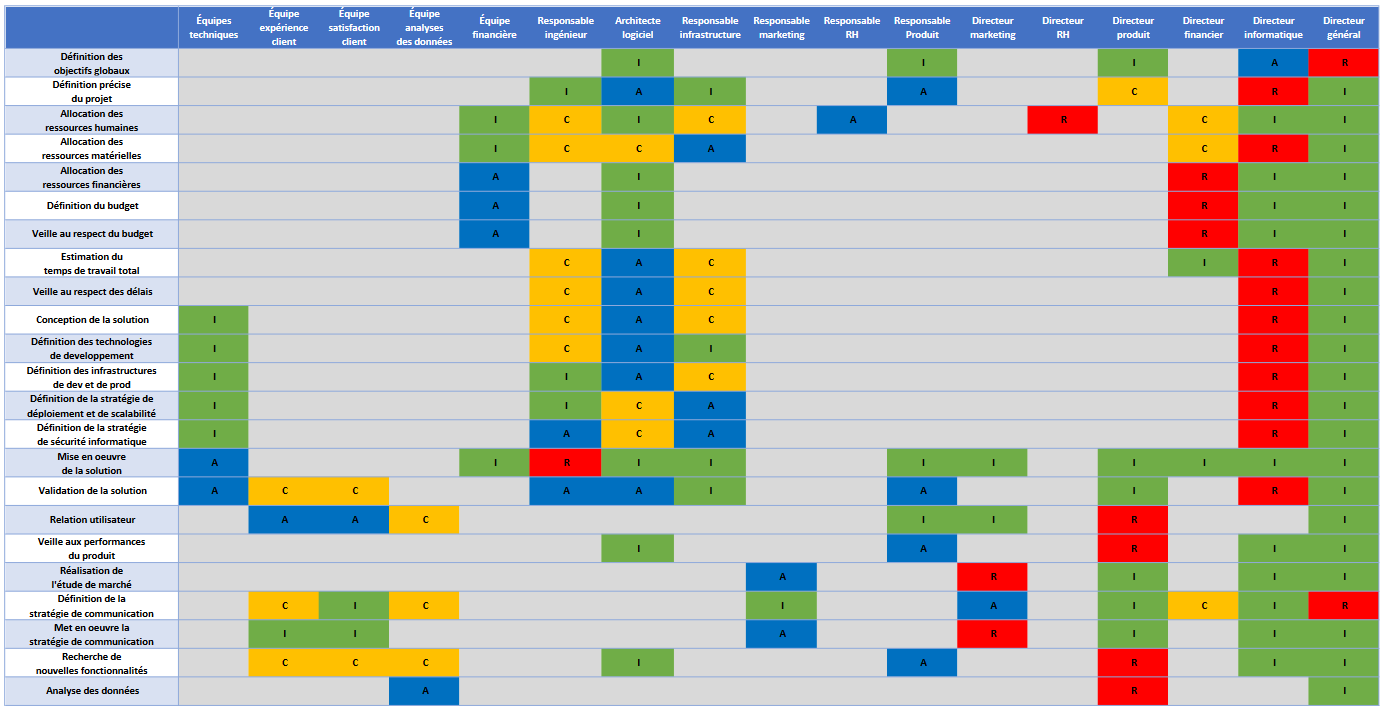 Équipes techniques Équipe expérience client Équipe satisfaction client Équipe analyses des données Équipe financière Responsable ingénieur Architecte logiciel Responsable infrastructure Responsable marketing Responsable RH Responsable Produit Directeur marketing Directeur RH Directeur produit Directeur financier Directeur informatique Directeur général
Définition des objectifs globaux I I I A R
Définition précise du projet I A I A C R I
Allocation des ressources humaines I C I C A R C I I
Allocation des ressources matérielles I C C A C R I
Allocation des ressources financières A I R I I
Définition du budget A I R I I
Veille au respect du budget A I R I I
Estimation du temps de travail total C A C I R I
Veille au respect des délais C A C R I
Conception de la solution I C A C R I
Définition des technologies de developpement I C A I R I
Définition des infrastructures de dev et de prod I I A C R I
Définition de la stratégie de déploiement et de scalabilité I I C A R I
Définition de la stratégie de sécurité informatique I A C A R I
Mise en oeuvre de la solution A I R I I I I I I I I
Validation de la solution A C C A A I A I R I
Relation utilisateur A A C I I R I
Veille aux performances du produit I A R I I
Réalisation de l'étude de marché A R I I I
Définition de la stratégie de communication C I C I A I C I R
Met en oeuvre la stratégie de communication I I A R I I I
Recherche de nouvelles fonctionnalités C C C I A R I I
Analyse des données A R I